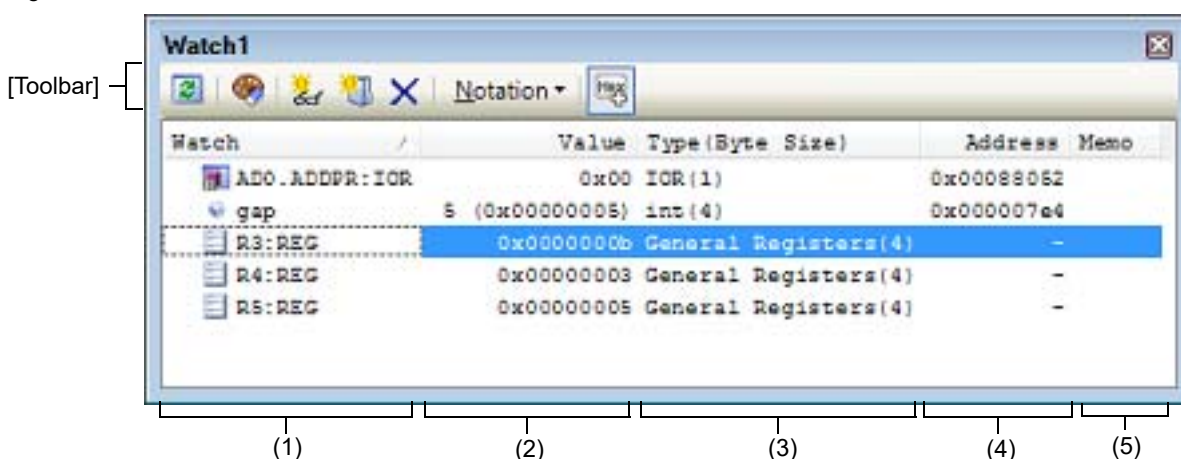 Watch1
[Toolbar]
Notation
Hex
Watch Value Type(Byte Size) Address Memo
AD0.ADDPR:IOR 0x00 IOR(1) 0x00088052
gap 5 (0x00000005) int(4) 0x000007e4
R3:REG 0x0000000b General Registers(4) -
R4:REG 0x00000003 General Registers(4) -
R5:REG 0x00000005 General Registers(4) -
(1) (2) (3) (4) (5)